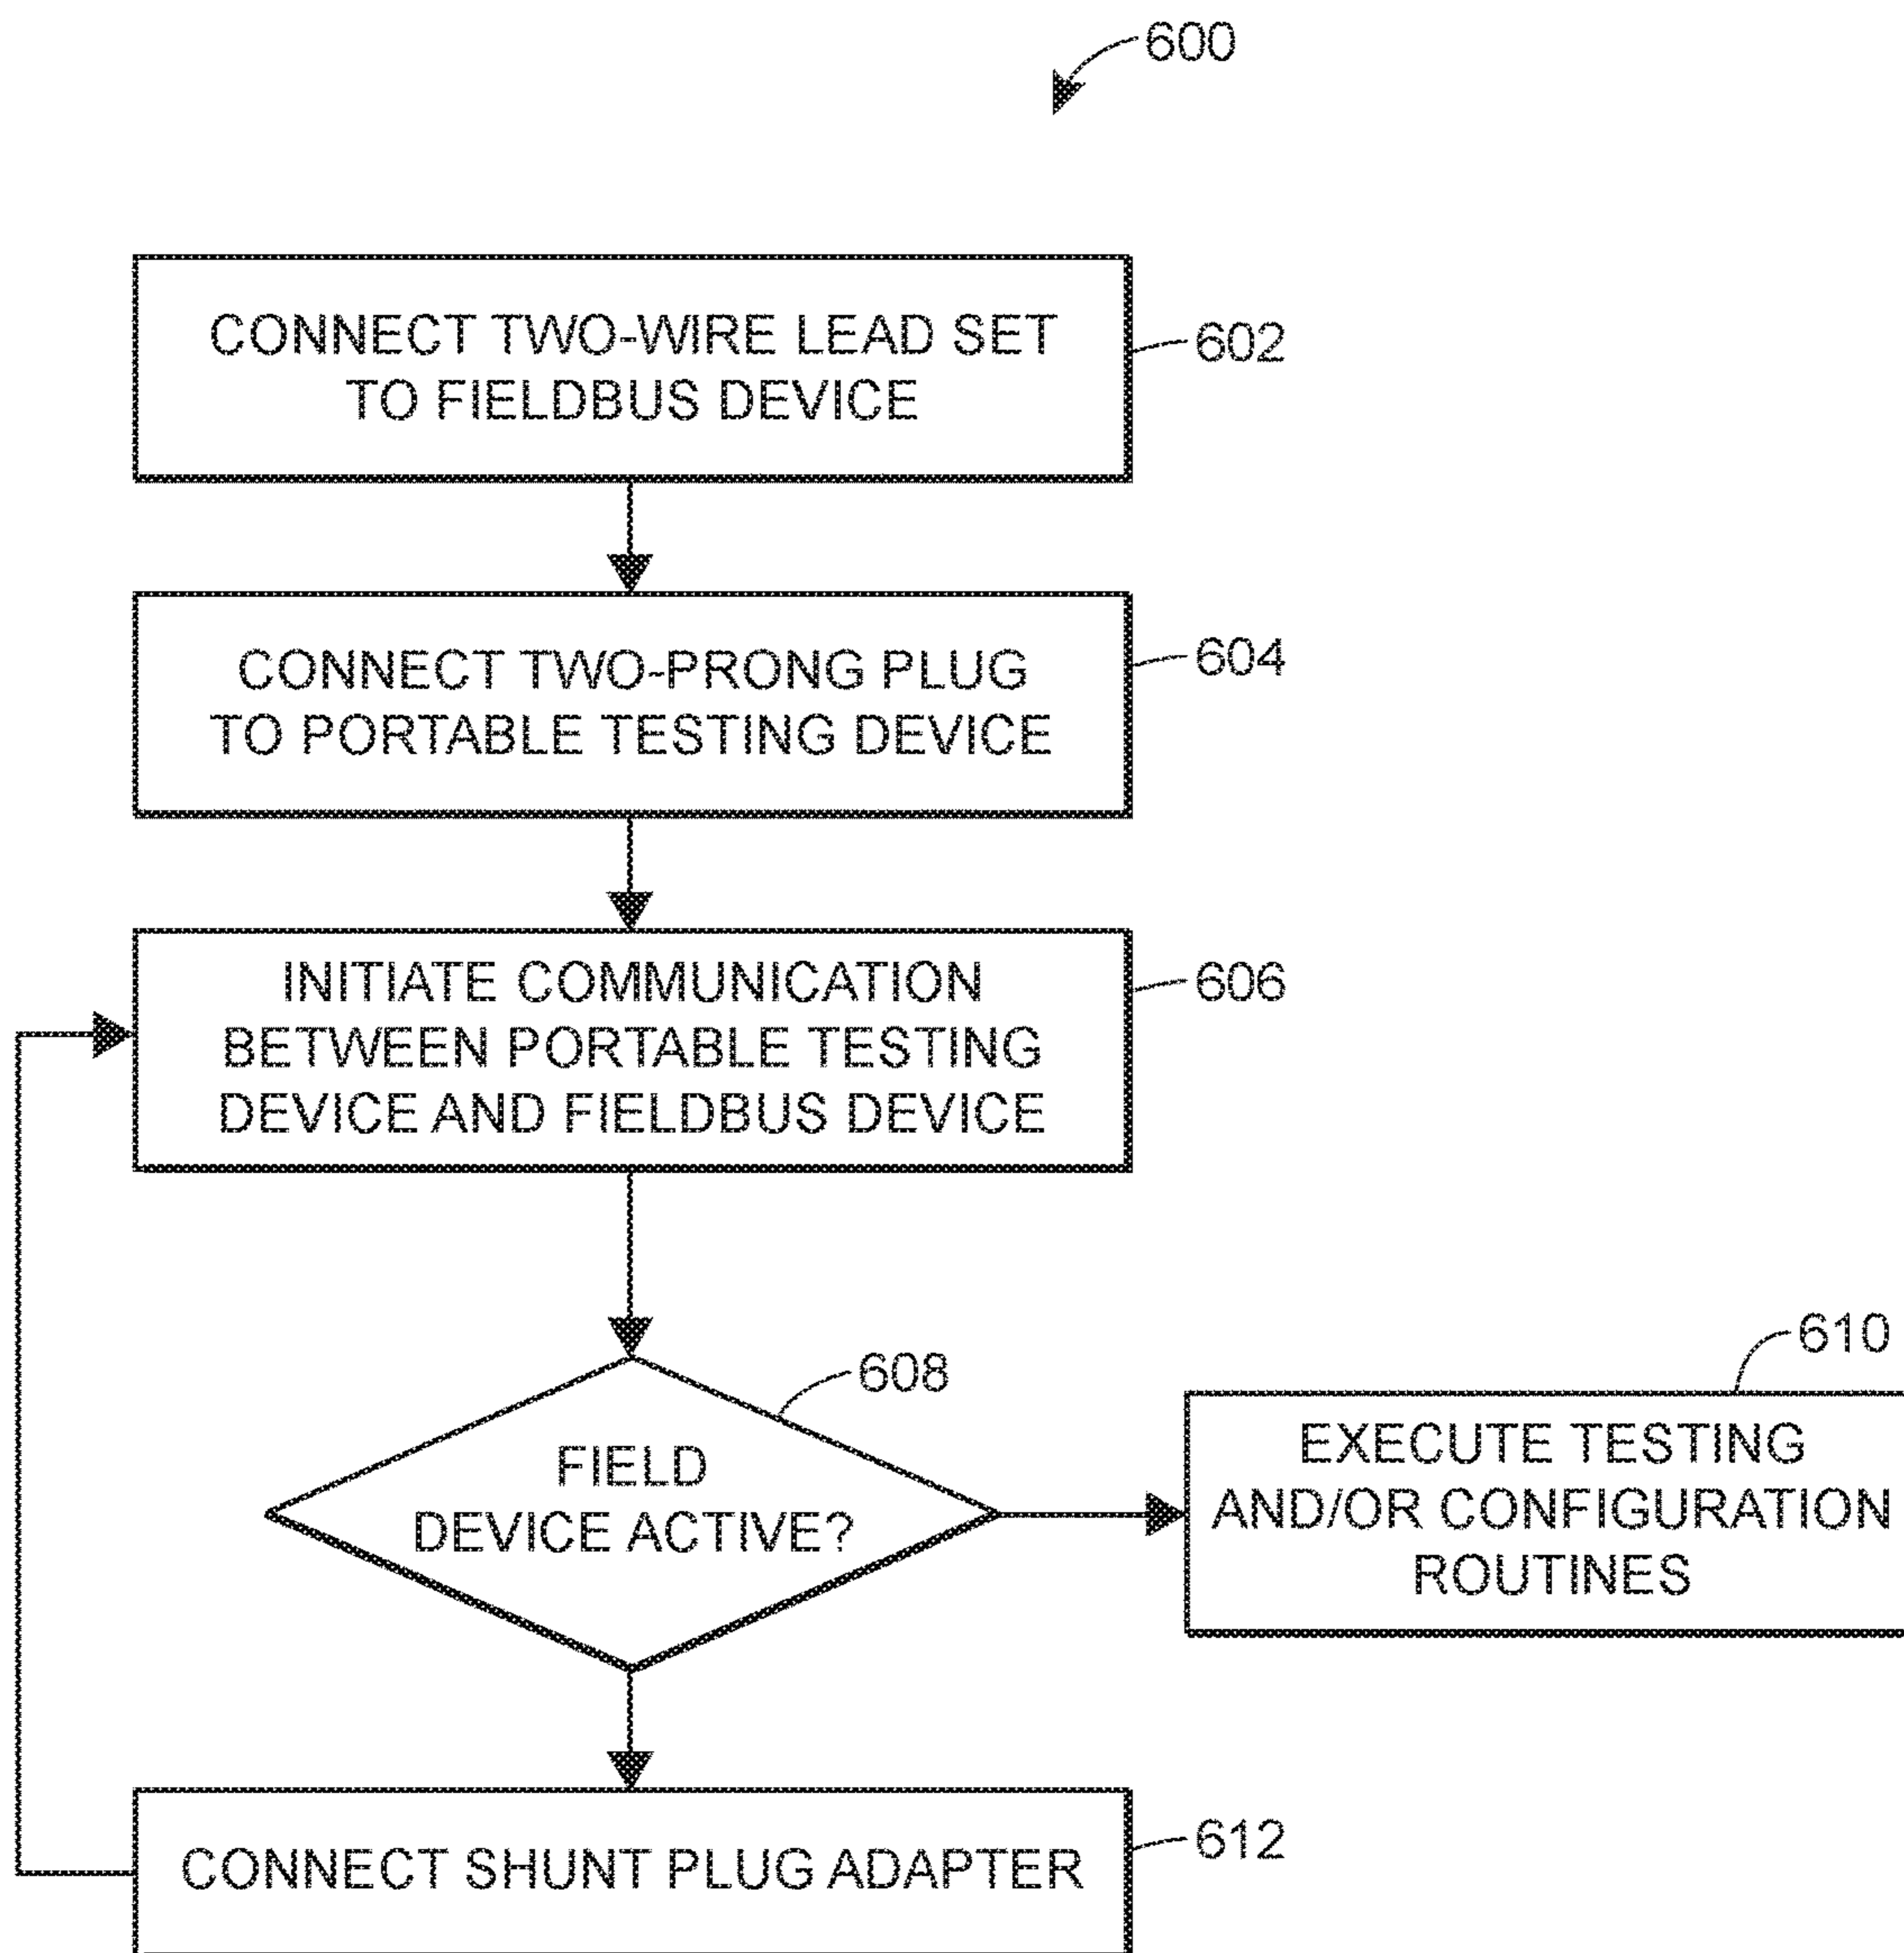 600
CONNECT TWO-WIRE LEAD SET
TO FIELDBUS DEVICE
602
CONNECT TWO-PRONG PLUG
TO PORTABLE TESTING DEVICE
604
INITIATE COMMUNICATION
BETWEEN PORTABLE TESTING
DEVICE AND FIELDBUS DEVICE
606
FIELD
DEVICE ACTIVE?
608
EXECUTE TESTING
AND/OR CONFIGURATION
ROUTINES
610
CONNECT SHUNT PLUG ADAPTER
612